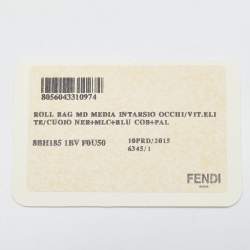 8056043310974
ROLL BAG MD MEDIA INTARSIO OCCHI/VIT.ELI
TE/CUOIO NER+MLC+BLU COB+PAL
8BH185 1BV F0U50
10PRD/2015
6345/1
FENDI